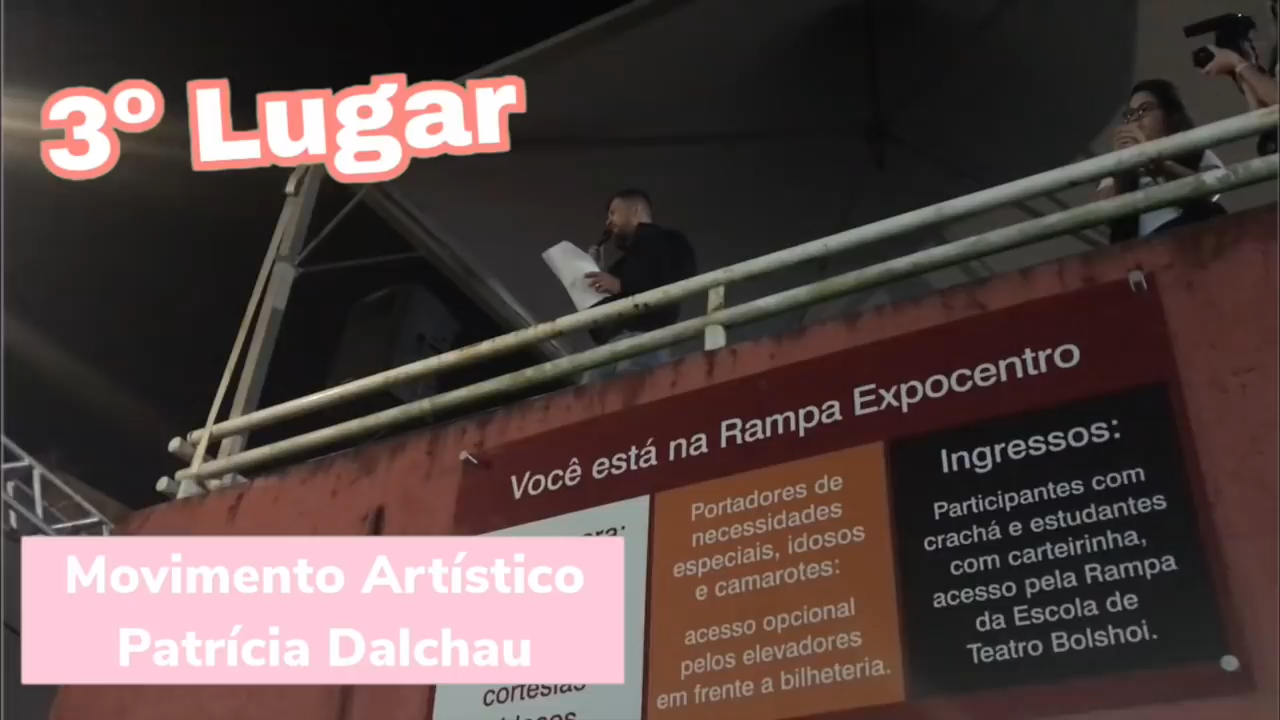 3º Lugar
Você está na Rampa Expocentro
Ingressos:
Participantes com
crachá e estudantes
com carteirinha,
acesso pela Rampa
da Escola de
Teatro Bolshoi.
Portadores de
necessidades
especiais, idosos
e camarotes:
acesso opcional
pelos elevadores
em frente a bilheteria.
cortesias
Movimento Artístico
Patrícia Dalchau